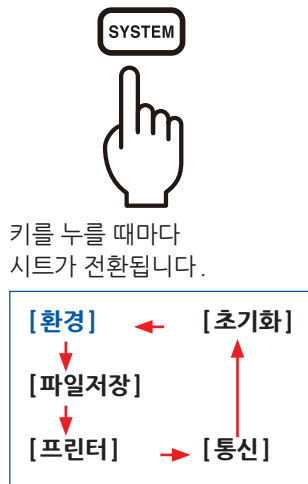 SYSTEM
키를 누를 때마다
시트가 전환됩니다.
[환경] [초기화]
[파일저장]
[프린터] [통신]